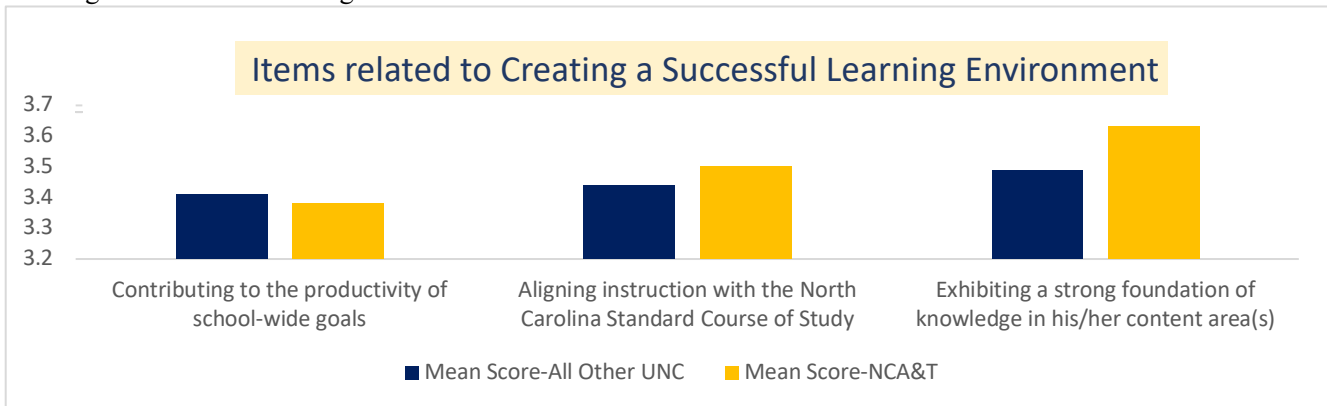 Items related to Creating a Successful Learning Environment
3.7
3.6
3.5
3.4
3.3
3.2
Contributing to the productivity of
school-wide goals
Aligning instruction with the North
Carolina Standard Course of Study
Exhibiting a strong foundation of
knowledge in his/her content area(s)
Mean Score-All Other UNC
Mean Score-NCA&T